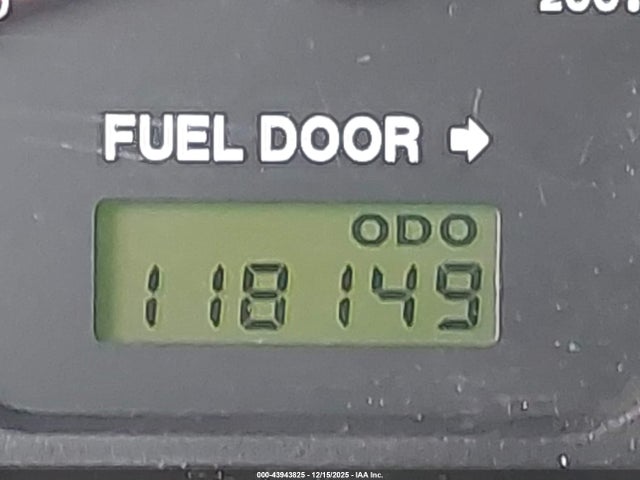 FUEL DOOR
ODO
118149
000-43943825 - 12/15/2025 - IAA Inc.